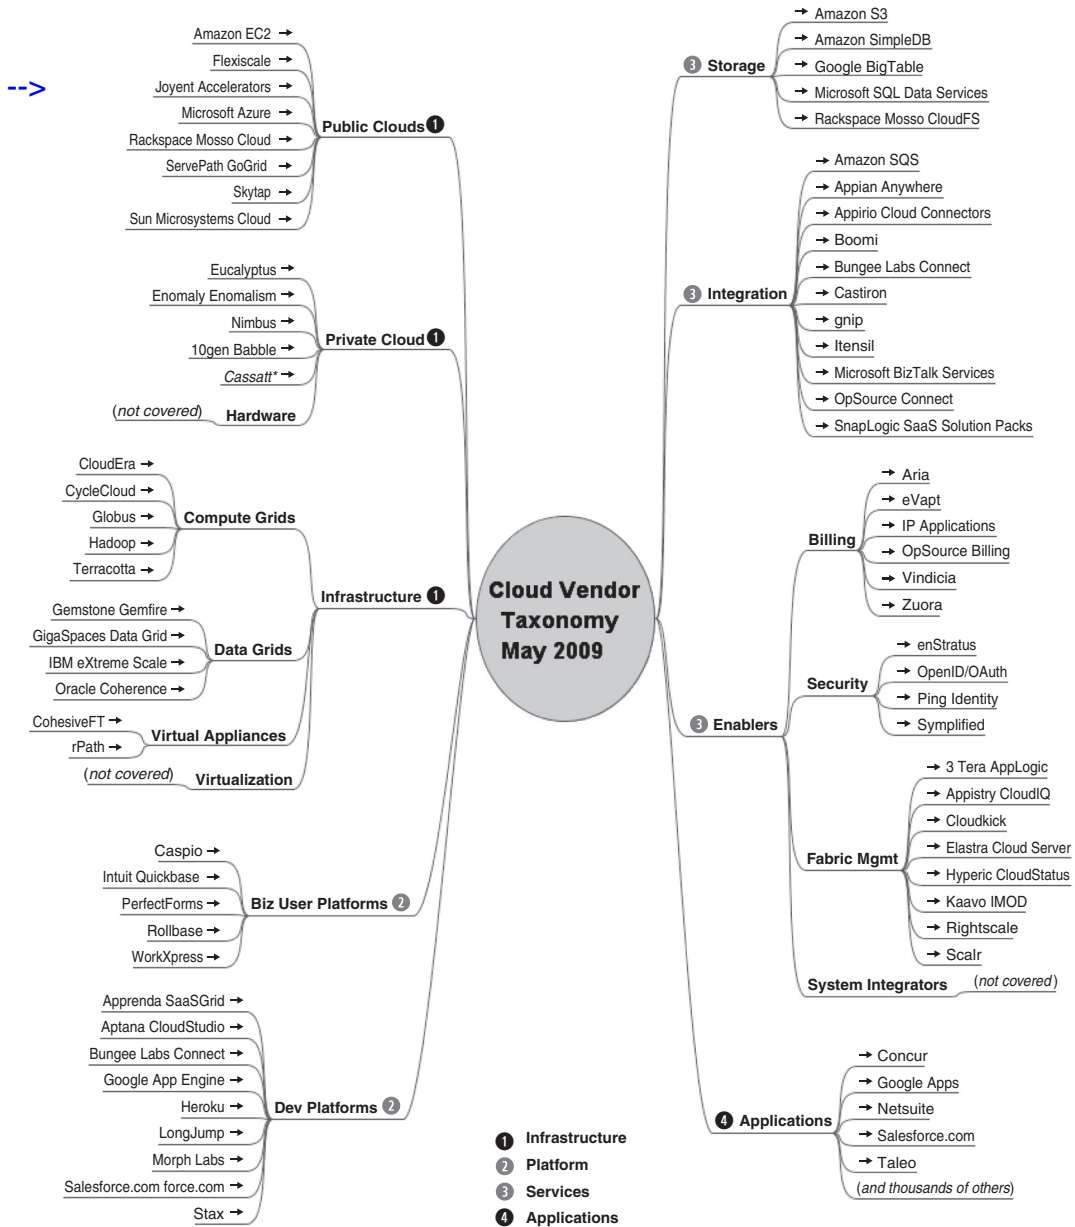 -->
Amazon EC2 →
Flexiscale →
Joyent Accelerators →
Microsoft Azure →
Rackspace Mosso Cloud →
ServePath GoGrid →
Skytap →
Sun Microsystems Cloud →
Public Clouds 1
Eucalyptus →
Enomaly Enomalism →
Nimbus →
10gen Babble →
Cassatt* →
(not covered) Hardware
Private Cloud 1
CloudEra →
CycleCloud →
Globus →
Hadoop →
Terracotta →
Compute Grids
Gemstone Gemfire →
GigaSpaces Data Grid →
IBM eXtreme Scale →
Oracle Coherence →
Data Grids
CohesiveFT →
rPath →
Virtual Appliances
(not covered) Virtualization
Infrastructure 1
Caspio →
Intuit Quickbase →
PerfectForms →
Rollbase →
WorkXpress →
Biz User Platforms 2
Apprenda SaaSGrid →
Aptana CloudStudio →
Bungee Labs Connect →
Google App Engine →
Heroku →
LongJump →
Morph Labs →
Salesforce.com force.com →
Stax →
Dev Platforms 2
Cloud Vendor
Taxonomy
May 2009
3 Storage
→ Amazon S3
→ Amazon SimpleDB
→ Google BigTable
→ Microsoft SQL Data Services
→ Rackspace Mosso CloudFS
3 Integration
→ Amazon SQS
→ Appian Anywhere
→ Appirio Cloud Connectors
→ Boomi
→ Bungee Labs Connect
→ Castiron
→ gnip
→ Itensil
→ Microsoft BizTalk Services
→ OpSource Connect
→ SnapLogic SaaS Solution Packs
3 Enablers
Billing
→ Aria
→ eVapt
→ IP Applications
→ OpSource Billing
→ Vindicia
→ Zuora
Security
→ enStratus
→ OpenID/OAuth
→ Ping Identity
→ Symplified
Fabric Mgmt
→ 3 Tera AppLogic
→ Appistry CloudIQ
→ Cloudkick
→ Elastra Cloud Server
→ Hyperic CloudStatus
→ Kaavo IMOD
→ Rightscale
→ Scalr
System Integrators (not covered)
4 Applications
→ Concur
→ Google Apps
→ Netsuite
→ Salesforce.com
→ Taleo
(and thousands of others)
1 Infrastructure
2 Platform
3 Services
4 Applications